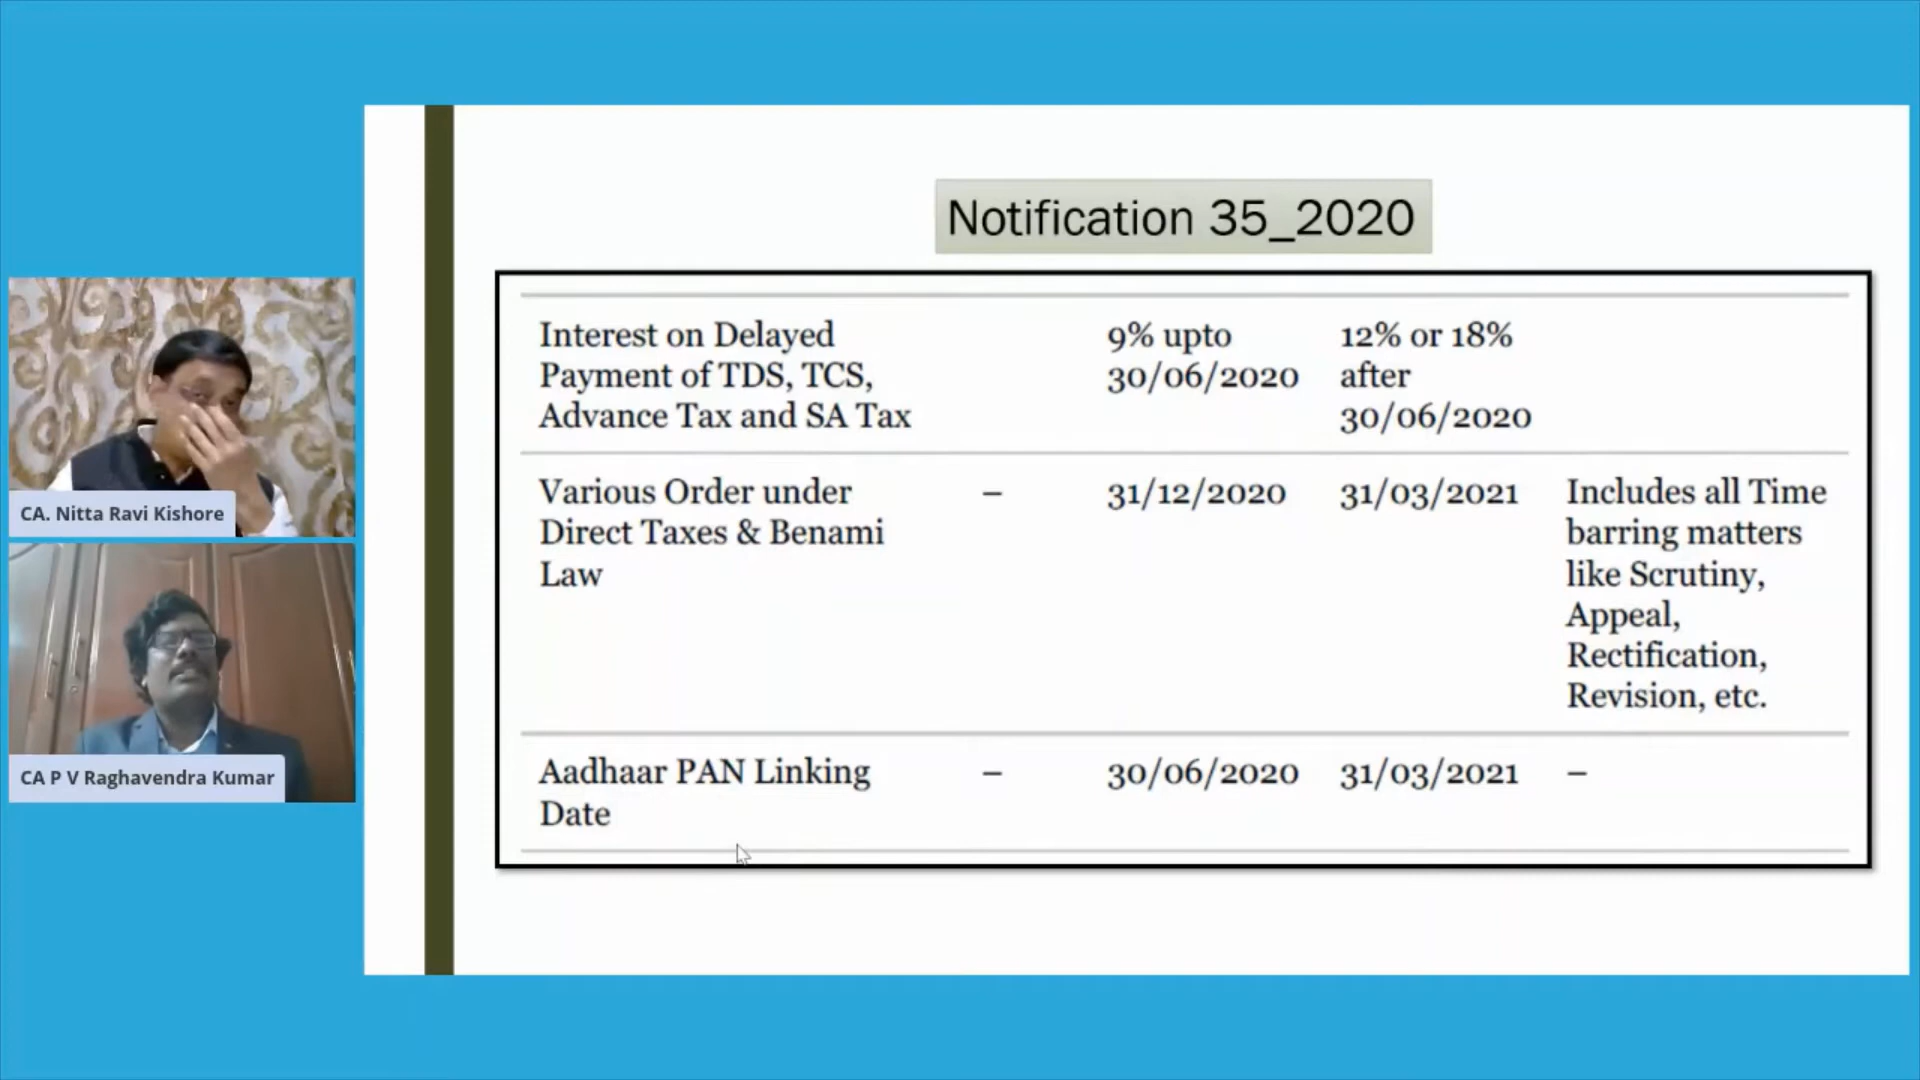 Notification 35_2020
Interest on Delayed
Payment of TDS, TCS,
Advance Tax and SA Tax
9% upto
30/06/2020
12% or 18%
after
30/06/2020
Various Order under
Direct Taxes & Benami
Law
–
31/12/2020
31/03/2021
Includes all Time
barring matters
like Scrutiny,
Appeal,
Rectification,
Revision, etc.
Aadhaar PAN Linking
Date
–
30/06/2020
31/03/2021
–
CA. Nitta Ravi Kishore
CA P V Raghavendra Kumar